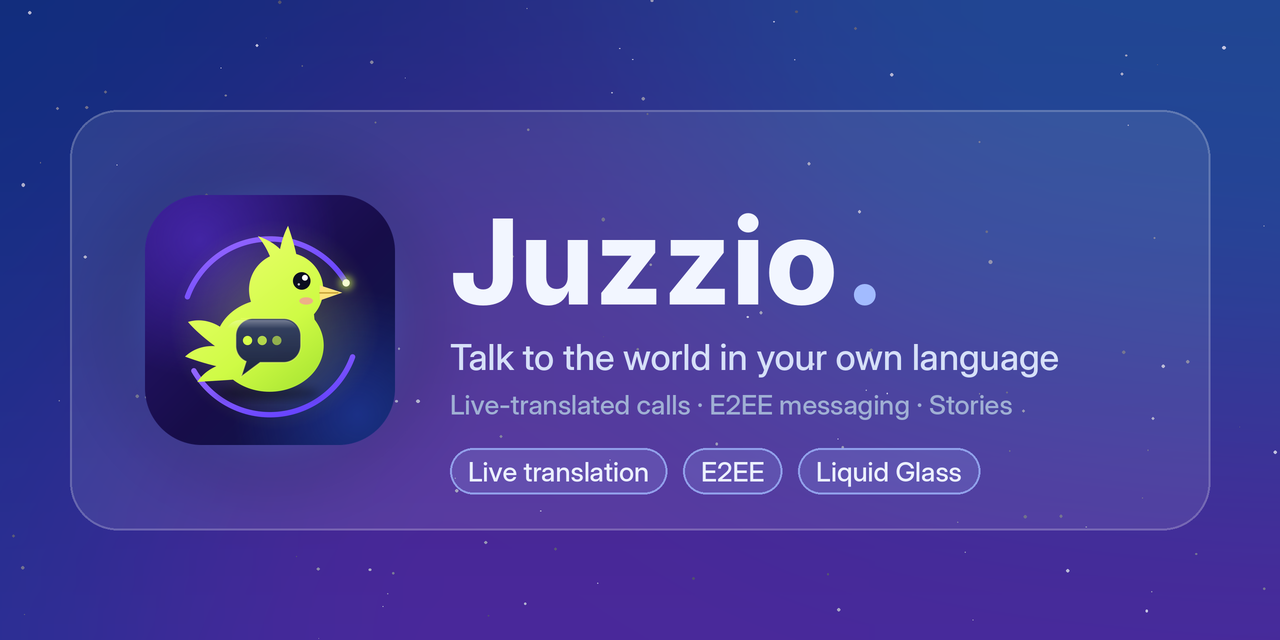 Juzzio.
Talk to the world in your own language
Live-translated calls · E2EE messaging · Stories
Live translation E2EE Liquid Glass